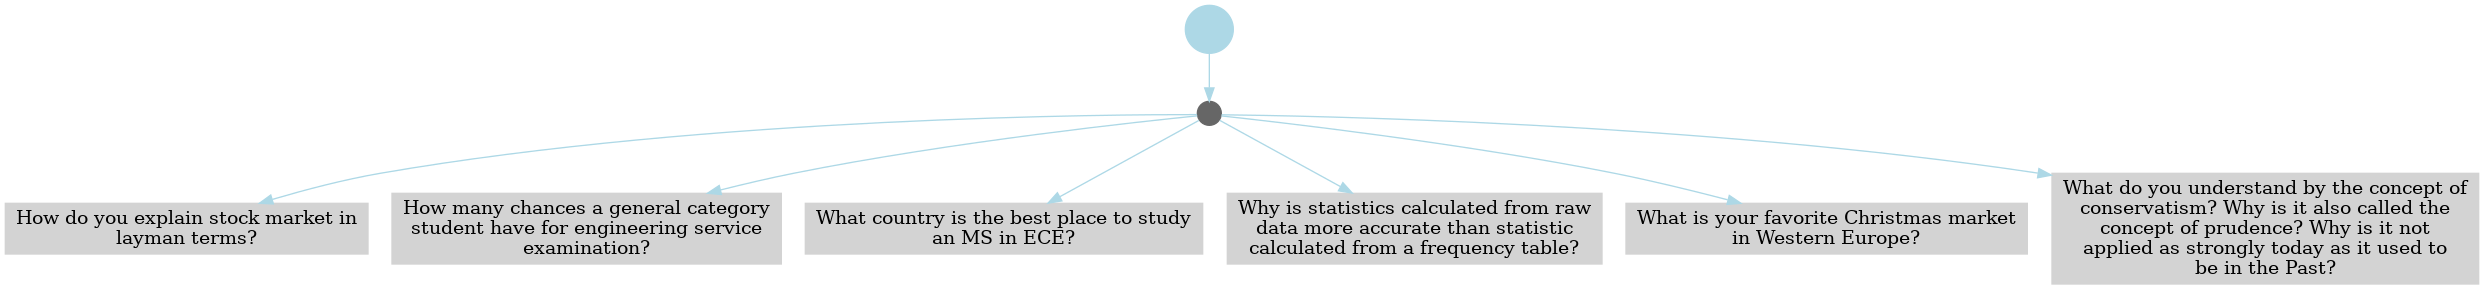 How do you explain stock market in
layman terms?
How many chances a general category
student have for engineering service
examination?
What country is the best place to study
an MS in ECE?
Why is statistics calculated from raw
data more accurate than statistic
calculated from a frequency table?
What is your favorite Christmas market
in Western Europe?
What do you understand by the concept of
conservatism? Why is it also called the
concept of prudence? Why is it not
applied as strongly today as it used to
be in the Past?